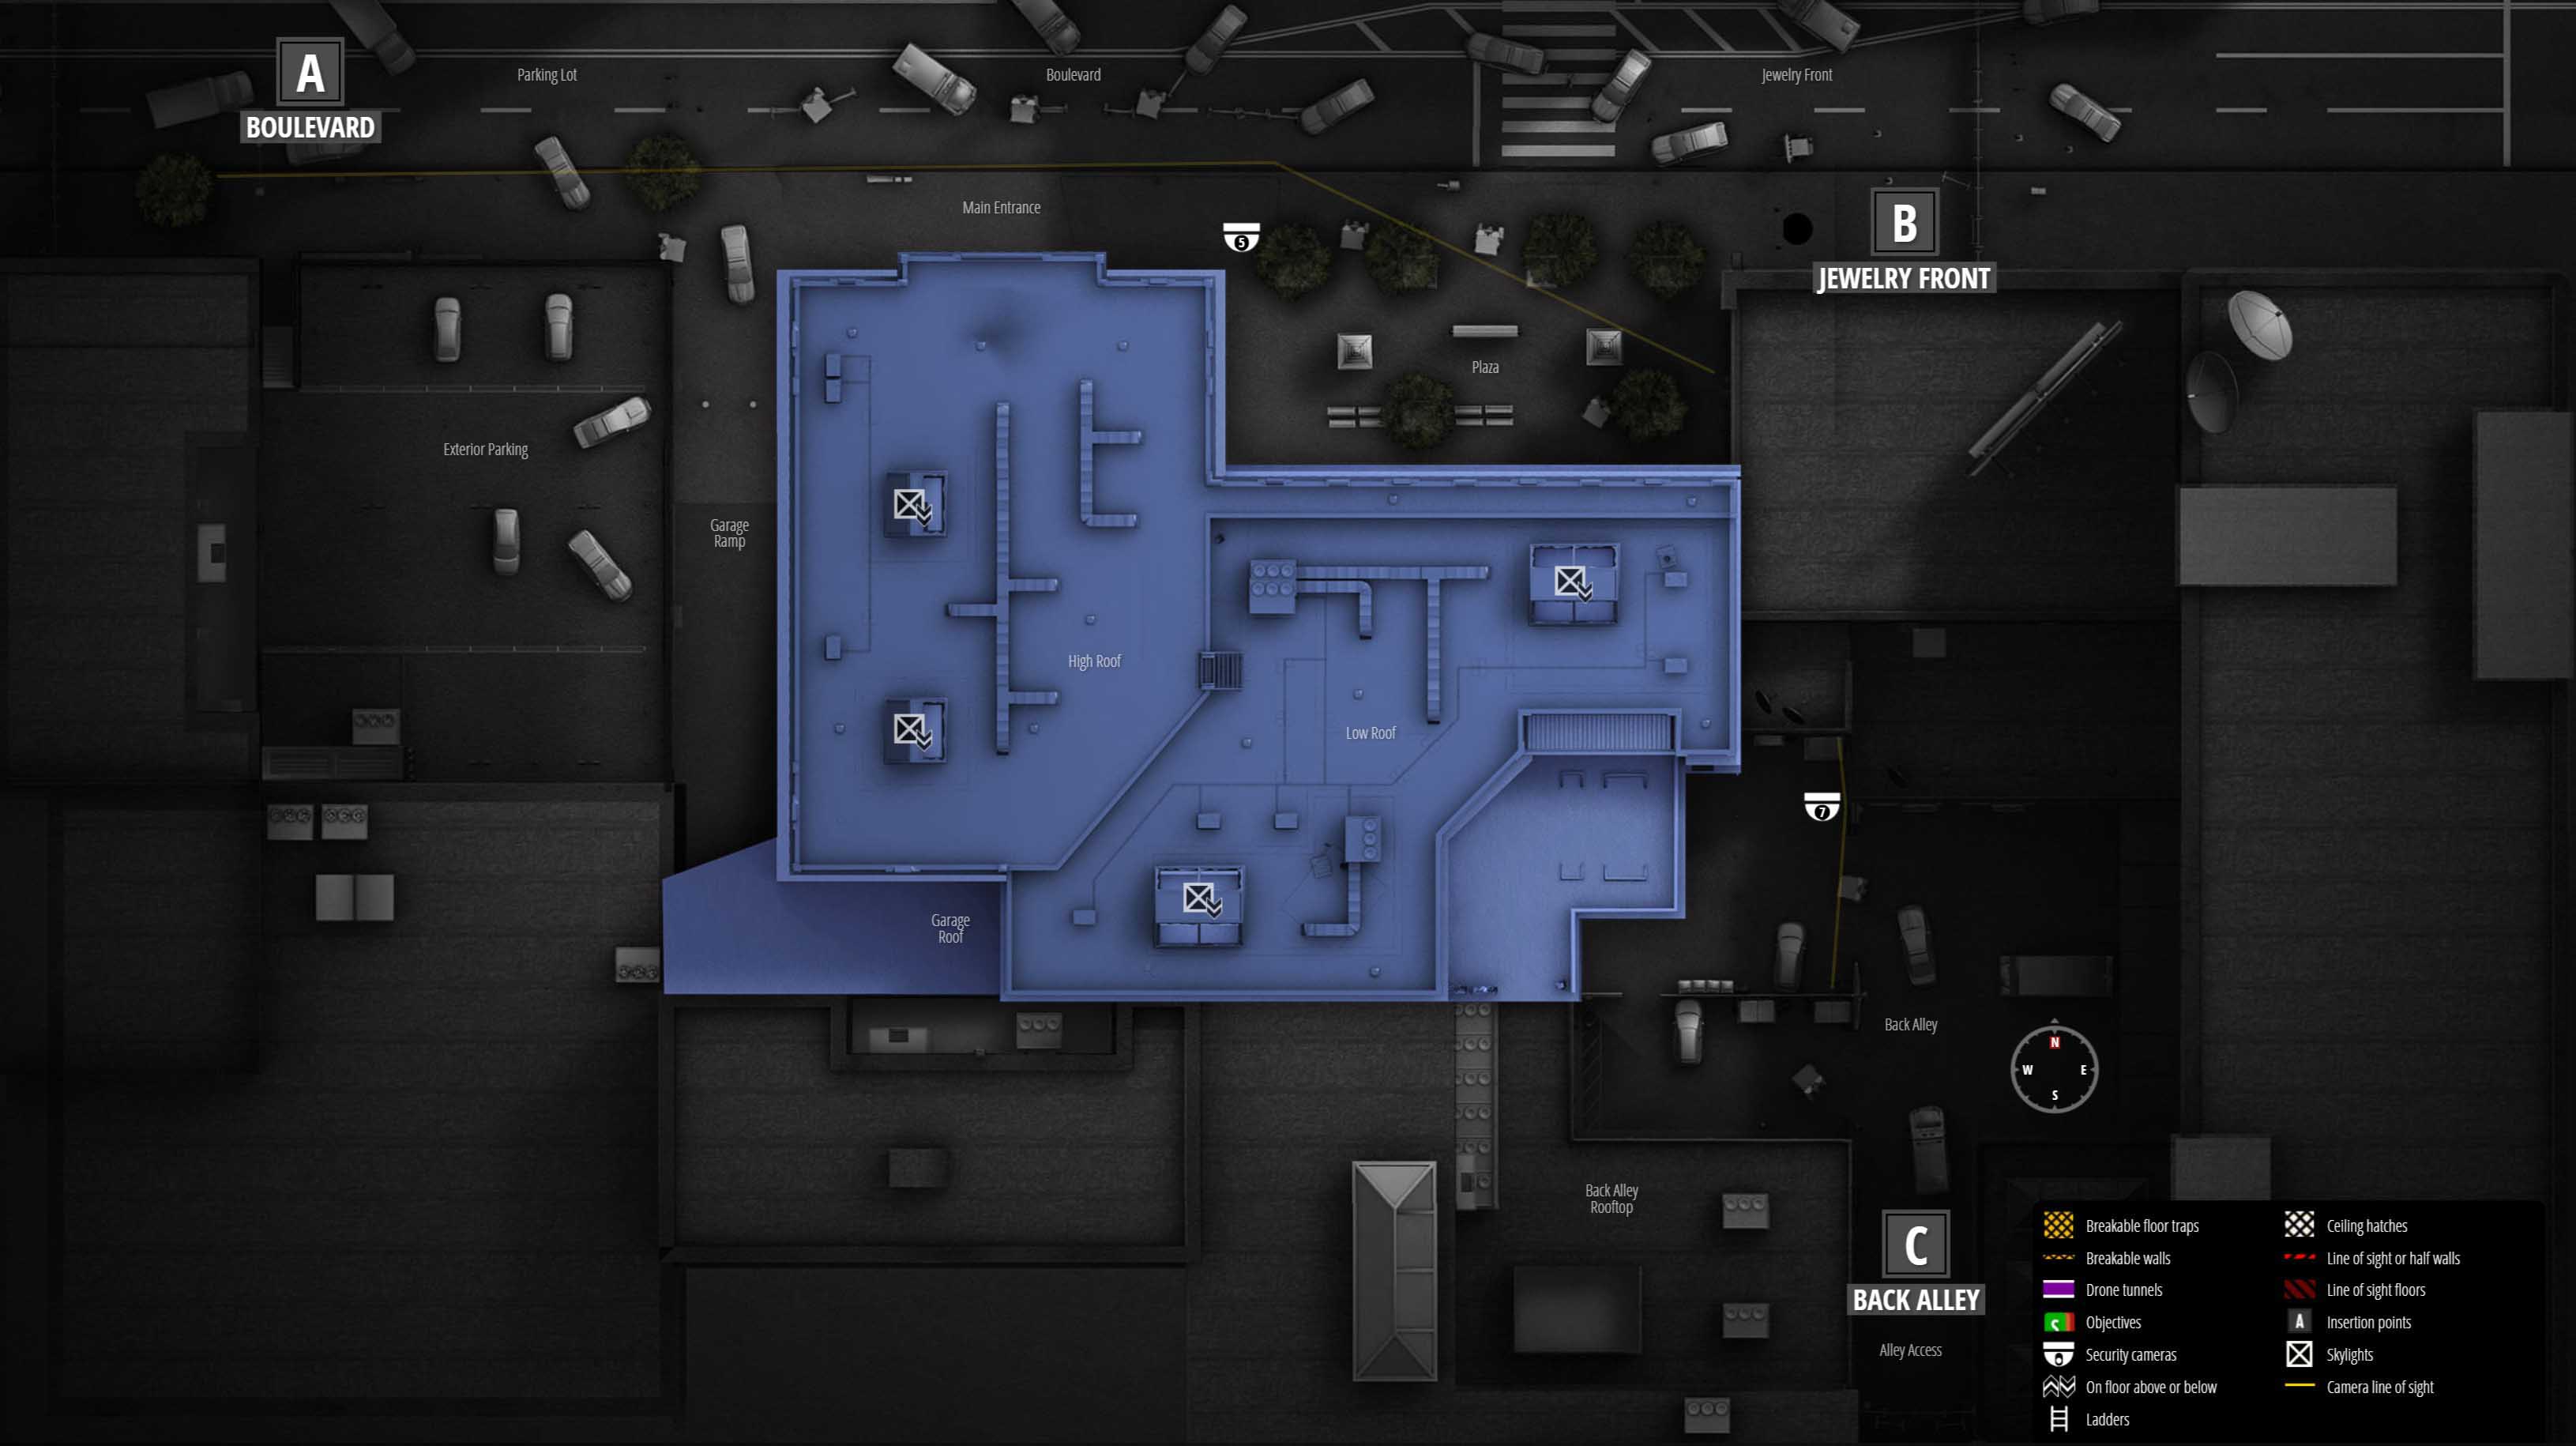 A
BOULEVARD
Parking Lot
Boulevard
Jewelry Front
B
JEWELRY FRONT
Main Entrance
5
Plaza
Exterior Parking
Garage
Ramp
High Roof
Low Roof
7
Garage
Roof
Back Alley
N
W
E
S
Back Alley
Rooftop
C
BACK ALLEY
Alley Access
Breakable floor traps
Breakable walls
Drone tunnels
Objectives
Security cameras
On floor above or below
Ladders
Ceiling hatches
Line of sight or half walls
Line of sight floors
A
Insertion points
Skylights
Camera line of sight